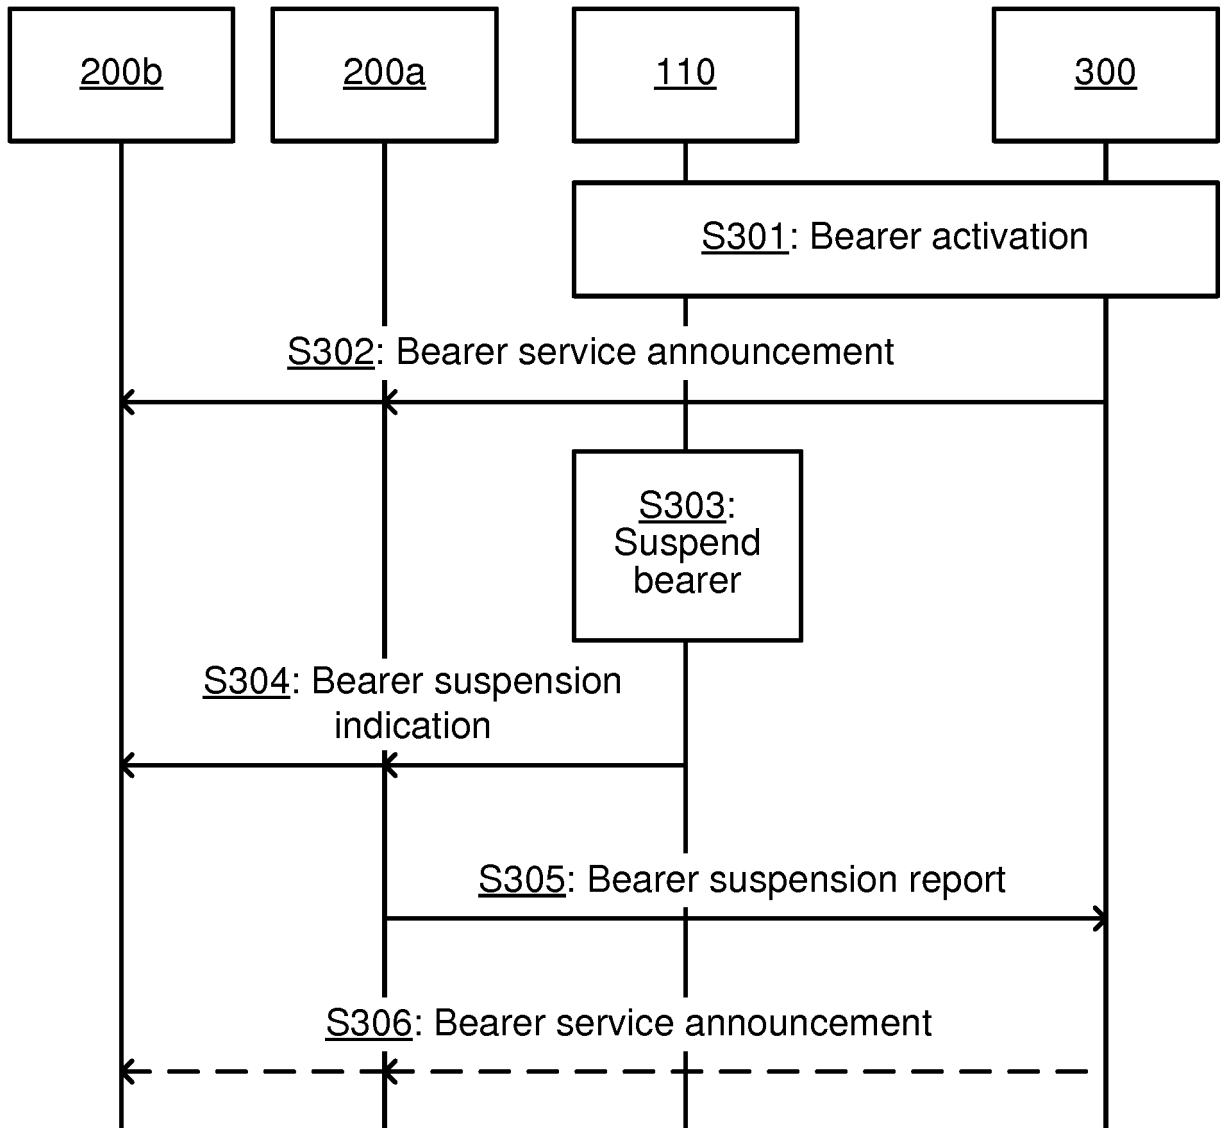 200b
200a
110
300
S301: Bearer activation
S302: Bearer service announcement
S303:
Suspend
bearer
S304: Bearer suspension
indication
S305: Bearer suspension report
S306: Bearer service announcement